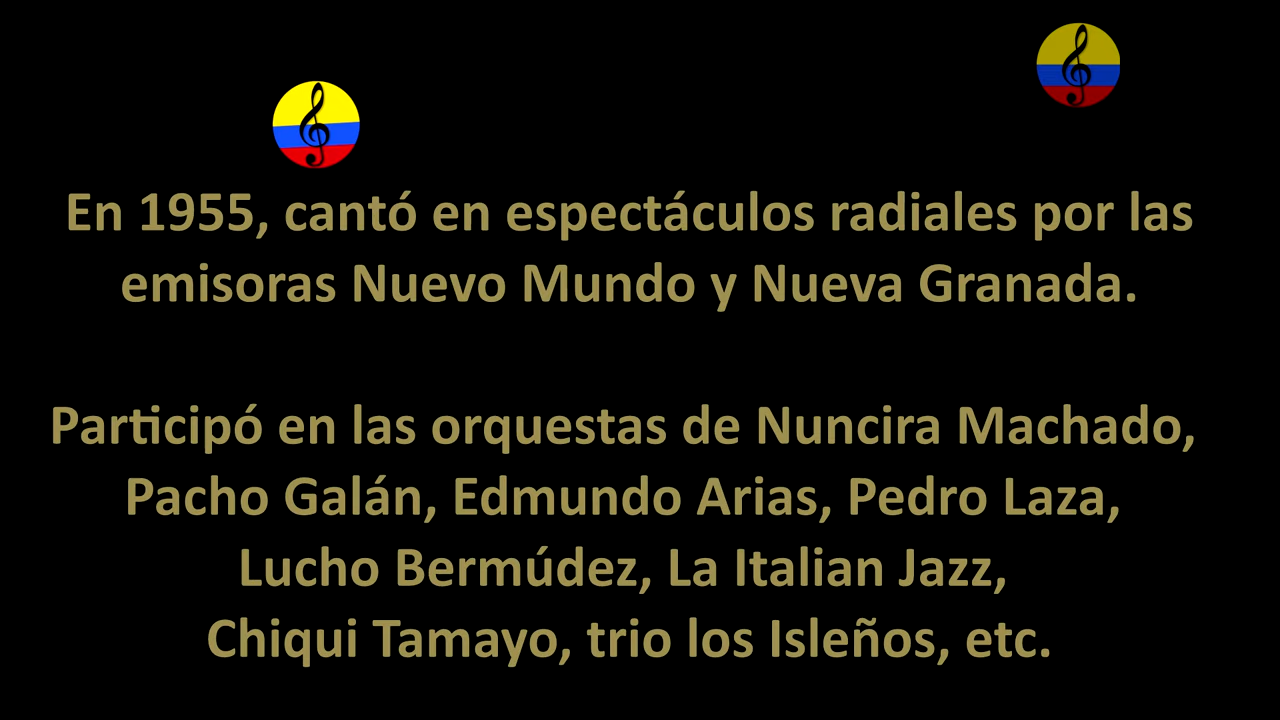 En 1955, cantó en espectáculos radiales por las
emisoras Nuevo Mundo y Nueva Granada.
Participó en las orquestas de Nuncira Machado,
Pacho Galán, Edmundo Arias, Pedro Laza,
Lucho Bermúdez, La Italian Jazz,
Chiqui Tamayo, trio los Isleños, etc.